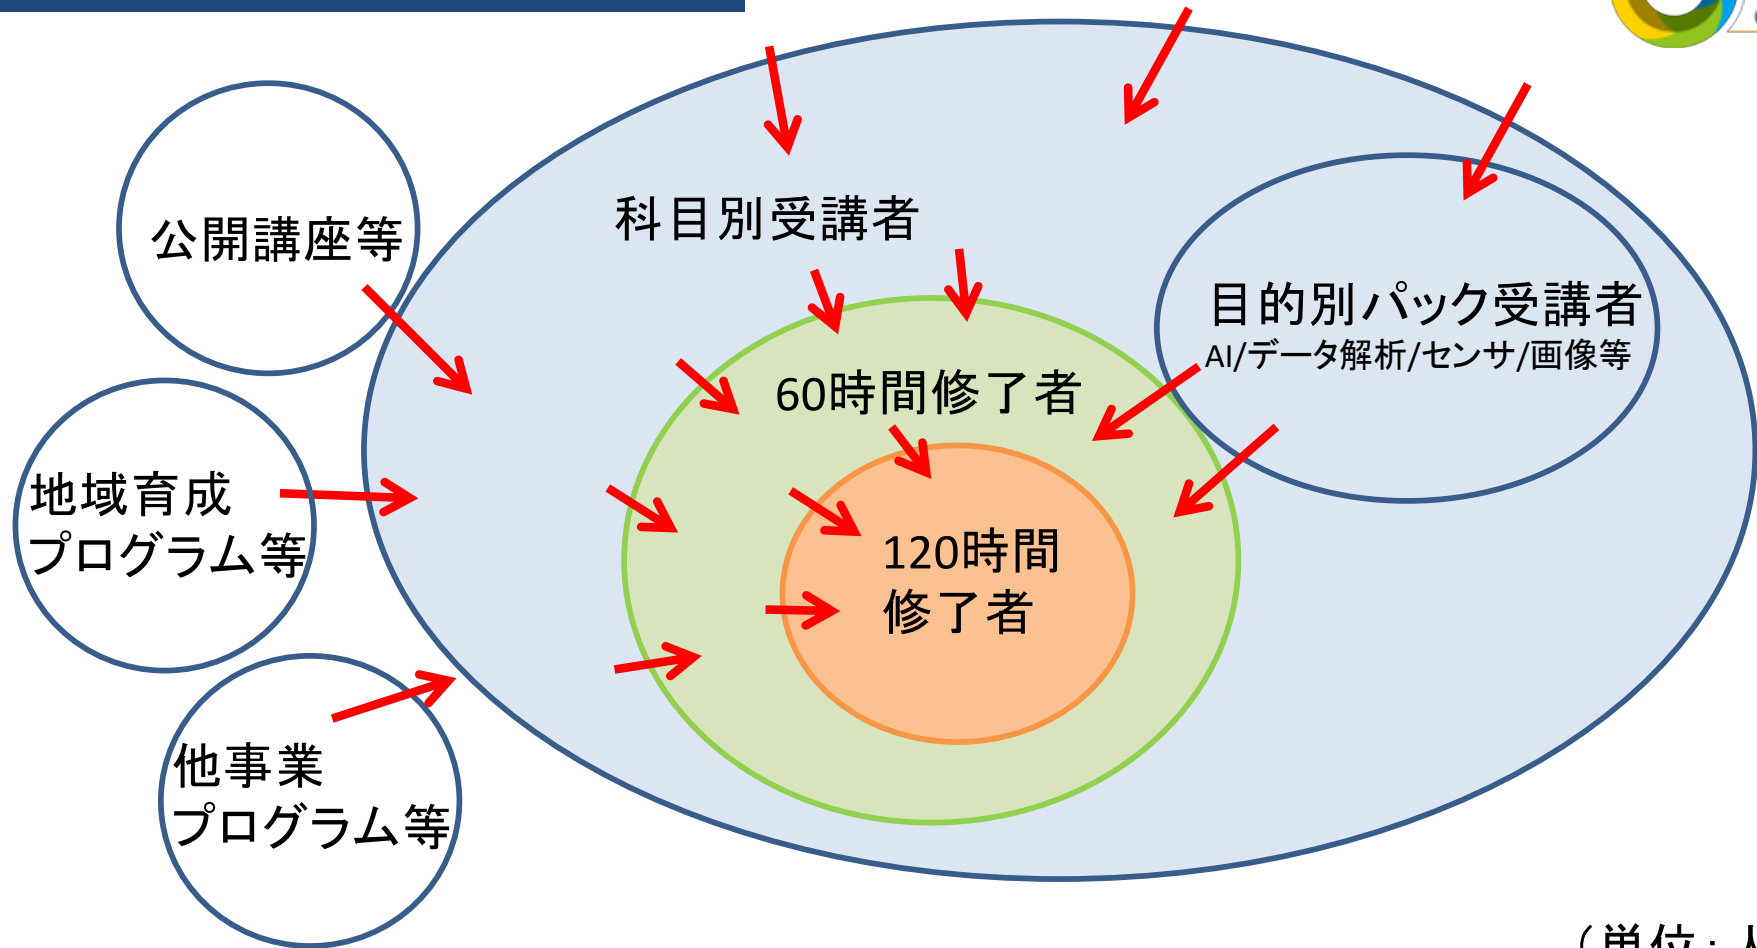 公開講座等
科目別受講者
目的別パック受講者
AI/データ解析/センサ/画像等
60時間修了者
地域育成
プログラム等
120時間
修了者
他事業
プログラム等
（単位：人